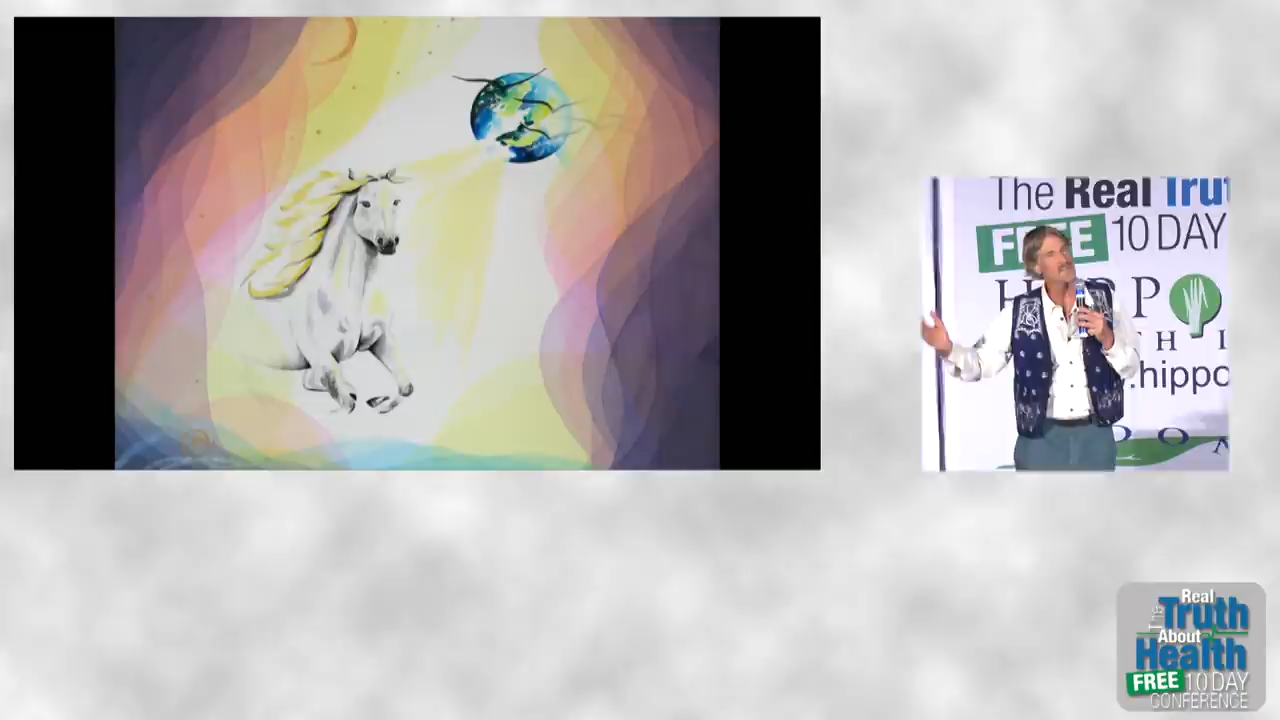 The Real Trut
FREE 10 DAY
H I
.hippo
The
Real
Truth
About
Health
FREE 10 DAY
CONFERENCE